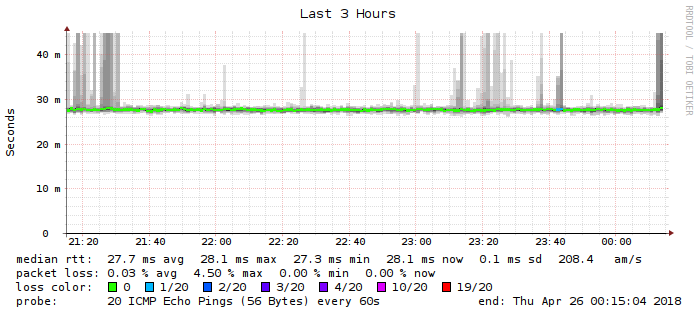 Last 3 Hours
RRDTOOL / TOBI OETIKER
Seconds
40 m
30 m
20 m
10 m
0
21:20 21:40 22:00 22:20 22:40 23:00 23:20 23:40 00:00
median rtt: 27.7 ms avg 28.1 ms max 27.3 ms min 28.1 ms now 0.1 ms sd 208.4 am/s
packet loss: 0.03 % avg 4.50 % max 0.00 % min 0.00 % now
loss color: 0 1/20 2/20 3/20 4/20 10/20 19/20
probe: 20 ICMP Echo Pings (56 Bytes) every 60s end: Thu Apr 26 00:15:04 2018